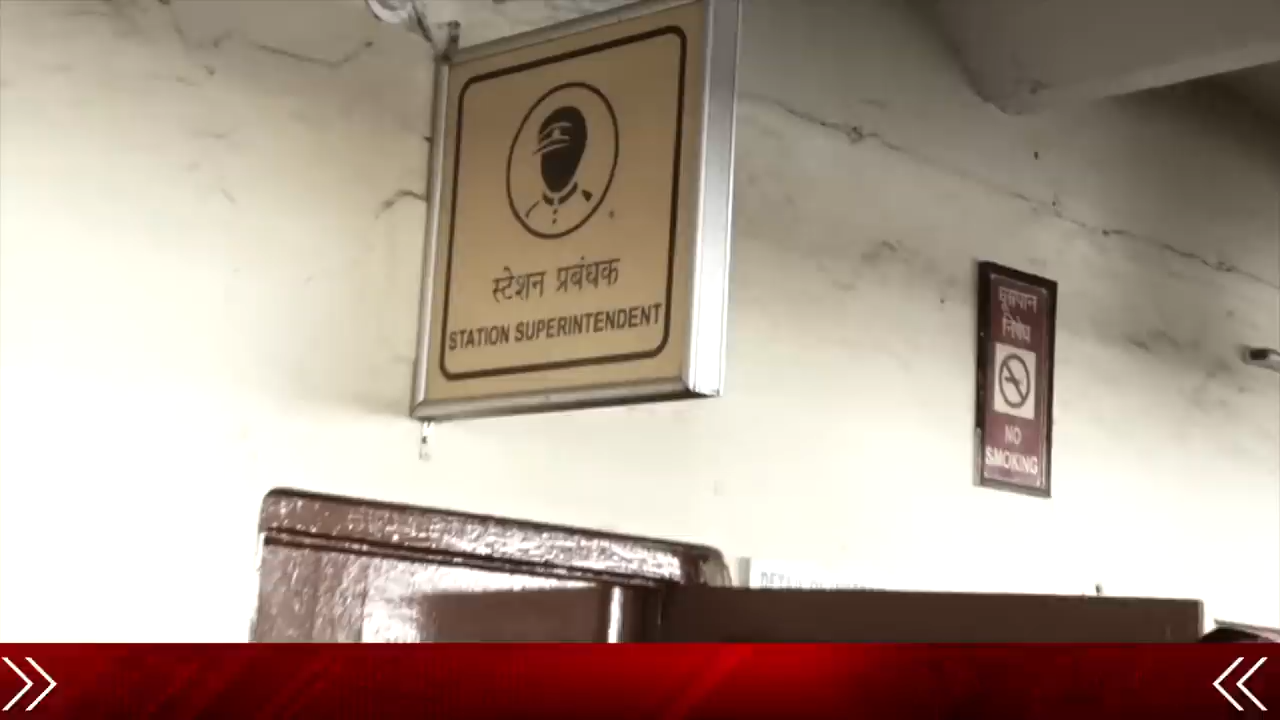 स्टेशन प्रबंधक
STATION SUPERINTENDENT
धूम्रपान
निषेध
NO
SMOKING